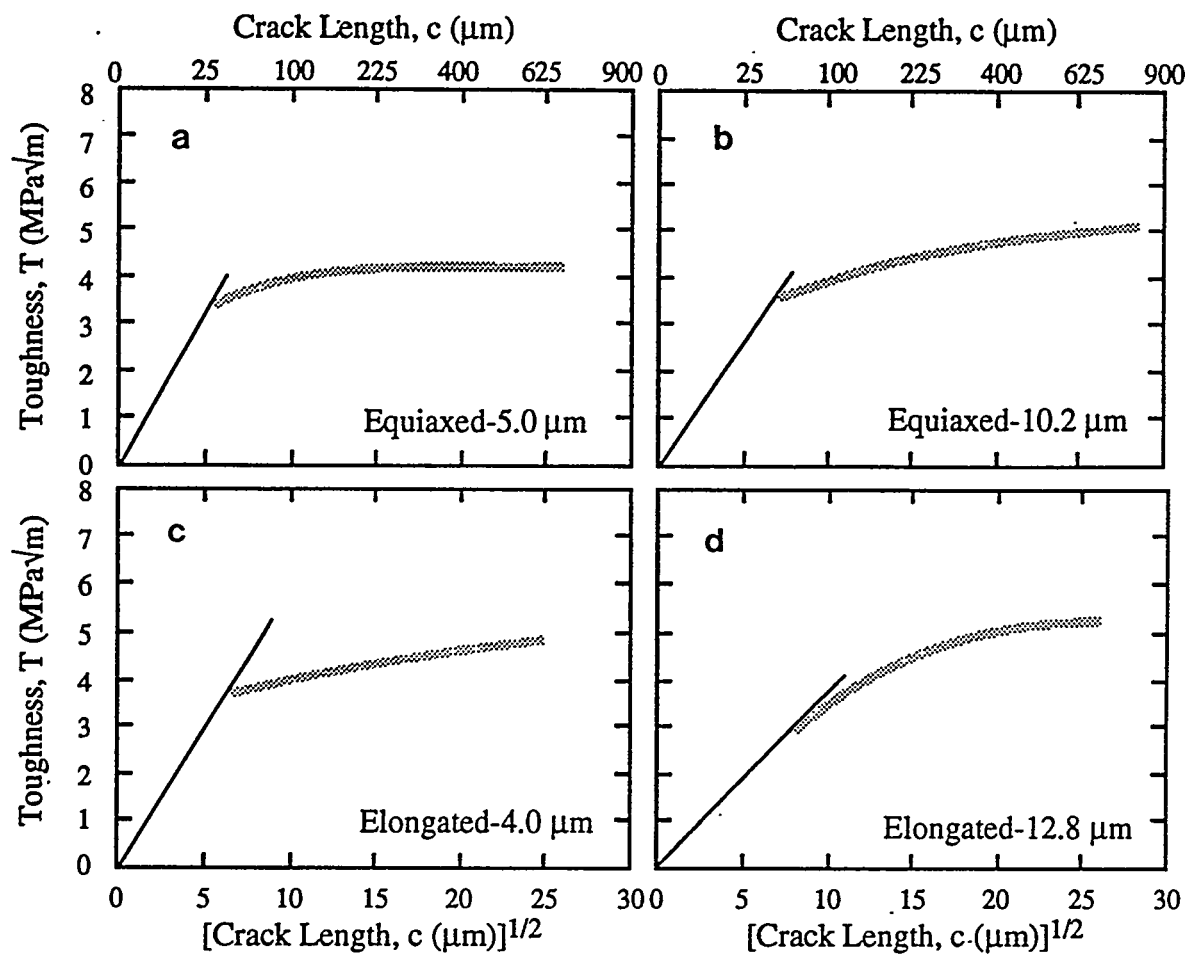 Crack Length, c (μm)
Crack Length, c (μm)
0 25 100 225 400 625 900
0 25 100 225 400 625 900
Toughness, T (MPa√m)
8
7
6
5
4
3
2
1
0
a
Equiaxed-5.0 μm
b
Equiaxed-10.2 μm
Toughness, T (MPa√m)
8
7
6
5
4
3
2
1
0
c
Elongated-4.0 μm
d
Elongated-12.8 μm
0 5 10 15 20 25 30
0 5 10 15 20 25 30
[Crack Length, c (μm)]1/2
[Crack Length, c (μm)]1/2